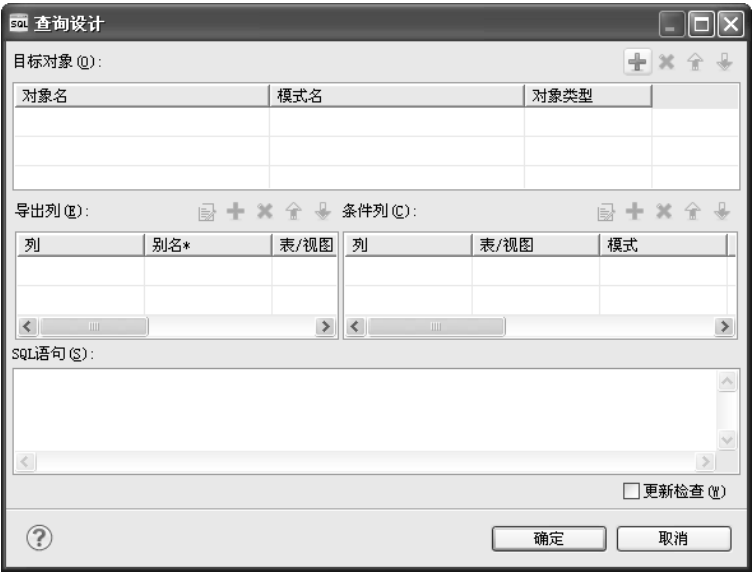 SQL 查询设计
目标对象(O):
对象名 模式名 对象类型
导出列(E): 条件列(C):
列 别名* 表/视图 列 表/视图 模式
SQL语句(S):
更新检查(W)
? 确定 取消